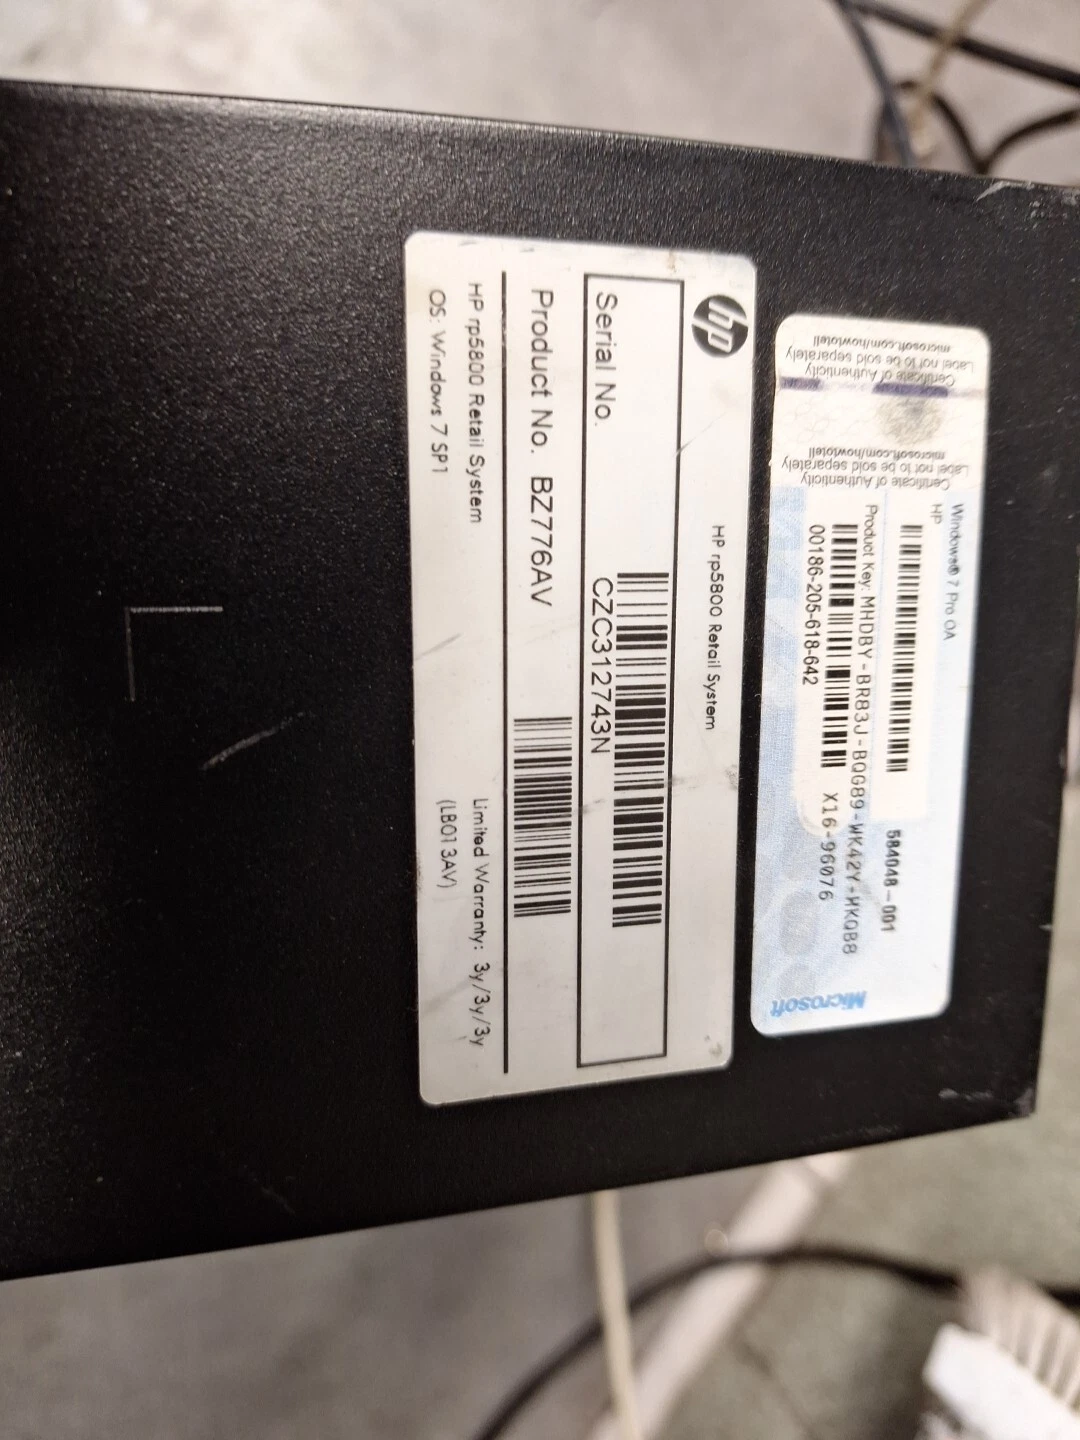 Windows® 7 Pro OA
HP
584048-001
Product Key: MHDBY-BR83J-BQG89-WK42Y-HKQB8
00186-205-618-642
X16-96076
Certificate of Authenticity
Label not to be sold separately
microsoft.com/howtotell
Certificate of Authenticity
Label not to be sold separately
microsoft.com/howtotell
Microsoft
hp
HP rp5800 Retail System
Serial No.
CZC312743N
Product No. BZ776AV
HP rp5800 Retail System
Limited Warranty: 3y/3y/3y
OS: Windows 7 SP1
(LB013AV)